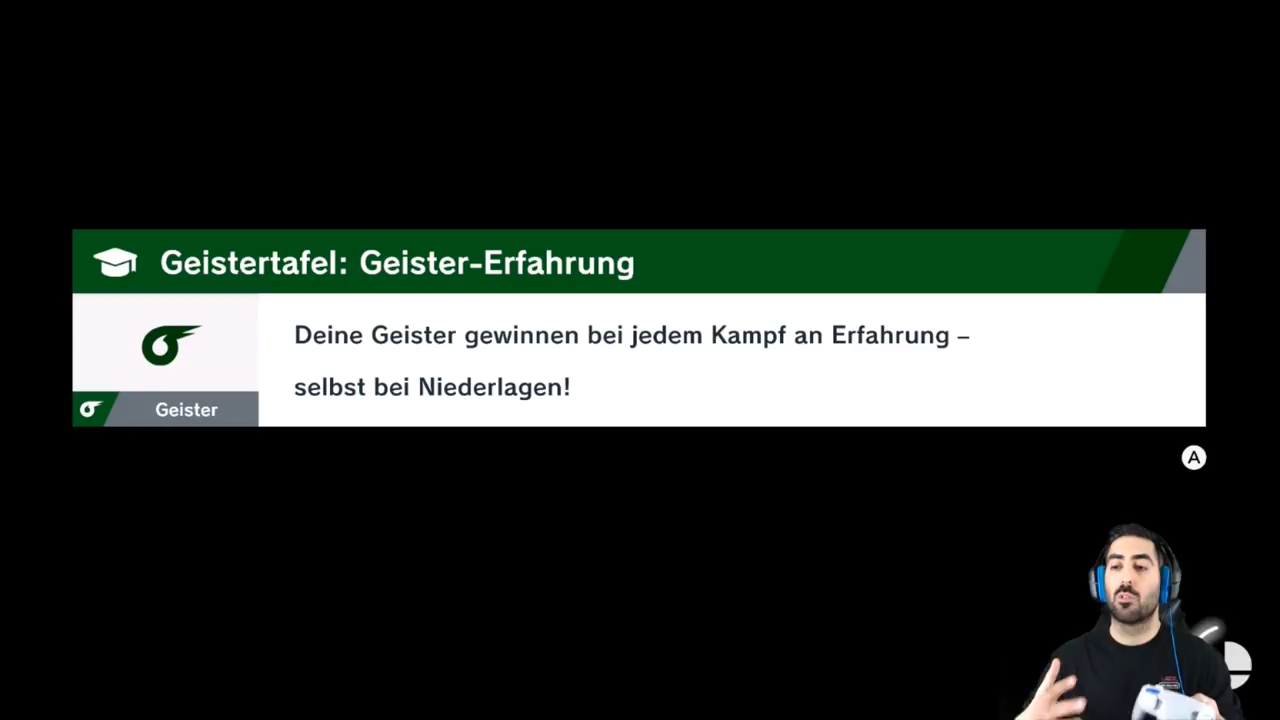 Geistertafel: Geister-Erfahrung
Deine Geister gewinnen bei jedem Kampf an Erfahrung –
selbst bei Niederlagen!
Geister
A